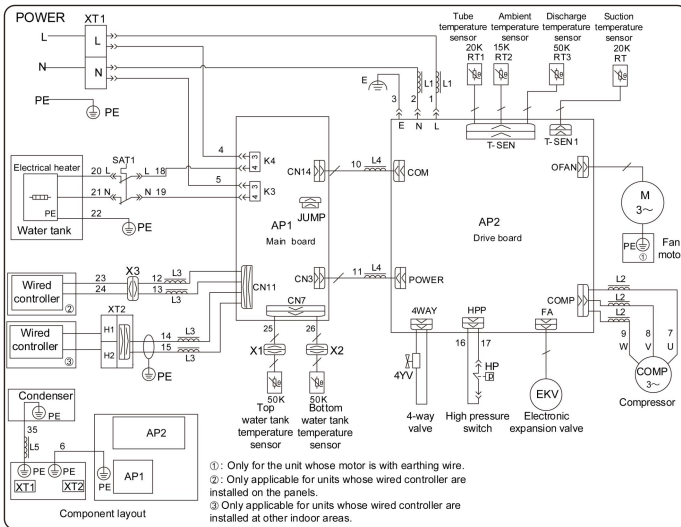 POWER
XT1
L
L
N
N
PE
PE
Tube temperature sensor
20K
RT1
Ambient temperature sensor
15K
RT2
Discharge temperature sensor
50K
RT3
Suction temperature sensor
20K
RT
E
3
2
L1
1
L1
E N L
T-SEN
T-SEN1
4
K4
3
4
5
K3
3
4
CN14
10
L4
COM
OFAN
M
3~
PE
①
Fan motor
Electrical heater
SAT1
20 L
L 18
21 N
N 19
PE
22
PE
Water tank
JUMP
AP1
Main board
AP2
Drive board
CN3
11
L4
POWER
Wired controller
②
23
24
X3
12
L3
13
L3
CN11
Wired controller
③
XT2
H1
H2
14
L3
15
L3
PE
CN7
25
26
X1
X2
50K
50K
Top water tank temperature sensor
Bottom water tank temperature sensor
4WAY
HPP
FA
COMP
16
17
4YV
HP
EKV
4-way valve
High pressure switch
Electronic expansion valve
L2
L2
L2
9
8
7
W
V
U
COMP
3~
Compressor
Condenser
PE
35
L5
6
PE
PE
XT1
XT2
AP2
AP1
PE
Component layout
①: Only for the unit whose motor is with earthing wire.
②: Only applicable for units whose wired controller are
installed on the panels.
③ Only applicable for units whose wired controller are
installed at other indoor areas.